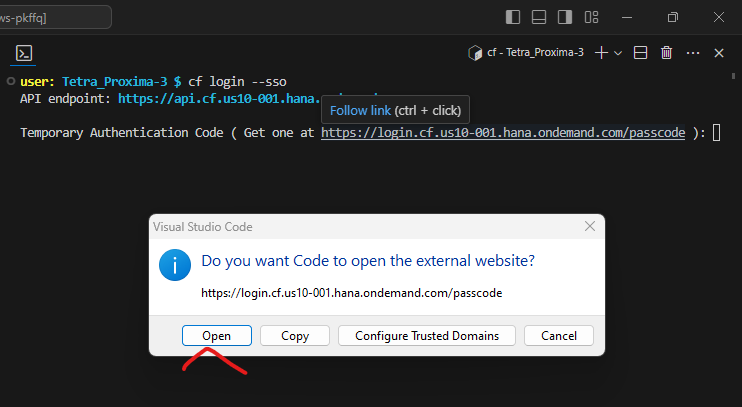 ws-pkffq]
cf - Tetra_Proxima-3
user: Tetra_Proxima-3 $ cf login --sso
API endpoint: https://api.cf.us10-001.hana.
Follow link (ctrl + click)
Temporary Authentication Code ( Get one at https://login.cf.us10-001.hana.ondemand.com/passcode ):
Visual Studio Code
Do you want Code to open the external website?
https://login.cf.us10-001.hana.ondemand.com/passcode
Open Copy Configure Trusted Domains Cancel